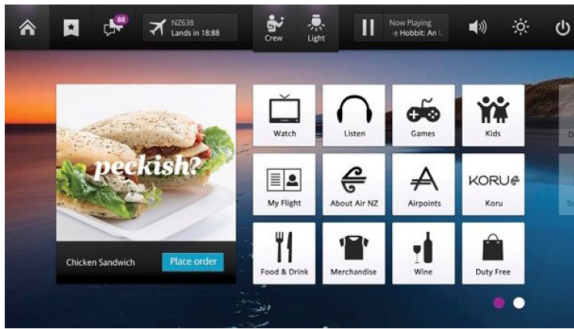 88
NZ638
Lands in 18:88
Crew
Light
Now Playing
e Hobbit: An U
peckish?
Chicken Sandwich
Place order
Watch
Listen
Games
Kids
My Flight
About Air NZ
Airpoints
KORU
Koru
Food & Drink
Merchandise
Wine
Duty Free